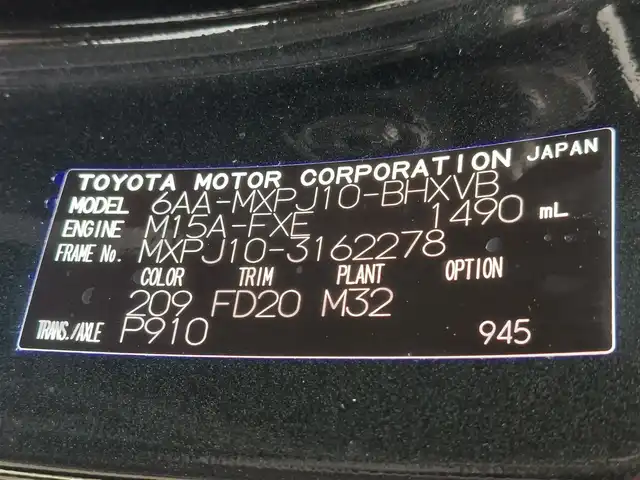 TOYOTA MOTOR CORPORATION JAPAN
MODEL 6AA-MXPJ10-BHXVB
ENGINE M15A-FXE 1490 mL
FRAME No. MXPJ10-3162278
COLOR TRIM PLANT OPTION
209 FD20 M32
TRANS./AXLE P910 945